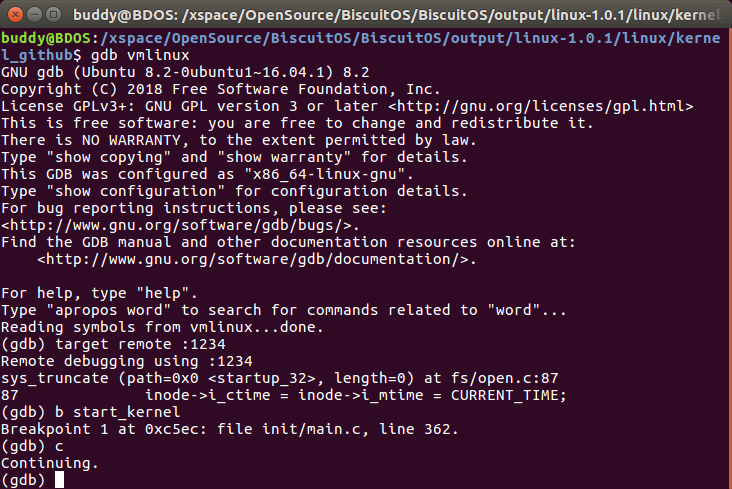 buddy@BDOS: /xspace/OpenSource/BiscuitOS/BiscuitOS/output/linux-1.0.1/linux/kernel_
buddy@BDOS:/xspace/OpenSource/BiscuitOS/BiscuitOS/output/linux-1.0.1/linux/kerne
l_github$ gdb vmlinux
GNU gdb (Ubuntu 8.2-0ubuntu1~16.04.1) 8.2
Copyright (C) 2018 Free Software Foundation, Inc.
License GPLv3+: GNU GPL version 3 or later <http://gnu.org/licenses/gpl.html>
This is free software: you are free to change and redistribute it.
There is NO WARRANTY, to the extent permitted by law.
Type "show copying" and "show warranty" for details.
This GDB was configured as "x86_64-linux-gnu".
Type "show configuration" for configuration details.
For bug reporting instructions, please see:
<http://www.gnu.org/software/gdb/bugs/>.
Find the GDB manual and other documentation resources online at:
    <http://www.gnu.org/software/gdb/documentation/>.

For help, type "help".
Type "apropos word" to search for commands related to "word"...
Reading symbols from vmlinux...done.
(gdb) target remote :1234
Remote debugging using :1234
sys_truncate (path=0x0 <startup_32>, length=0) at fs/open.c:87
87              inode->i_ctime = inode->i_mtime = CURRENT_TIME;
(gdb) b start_kernel
Breakpoint 1 at 0xc5ec: file init/main.c, line 362.
(gdb) c
Continuing.
(gdb)